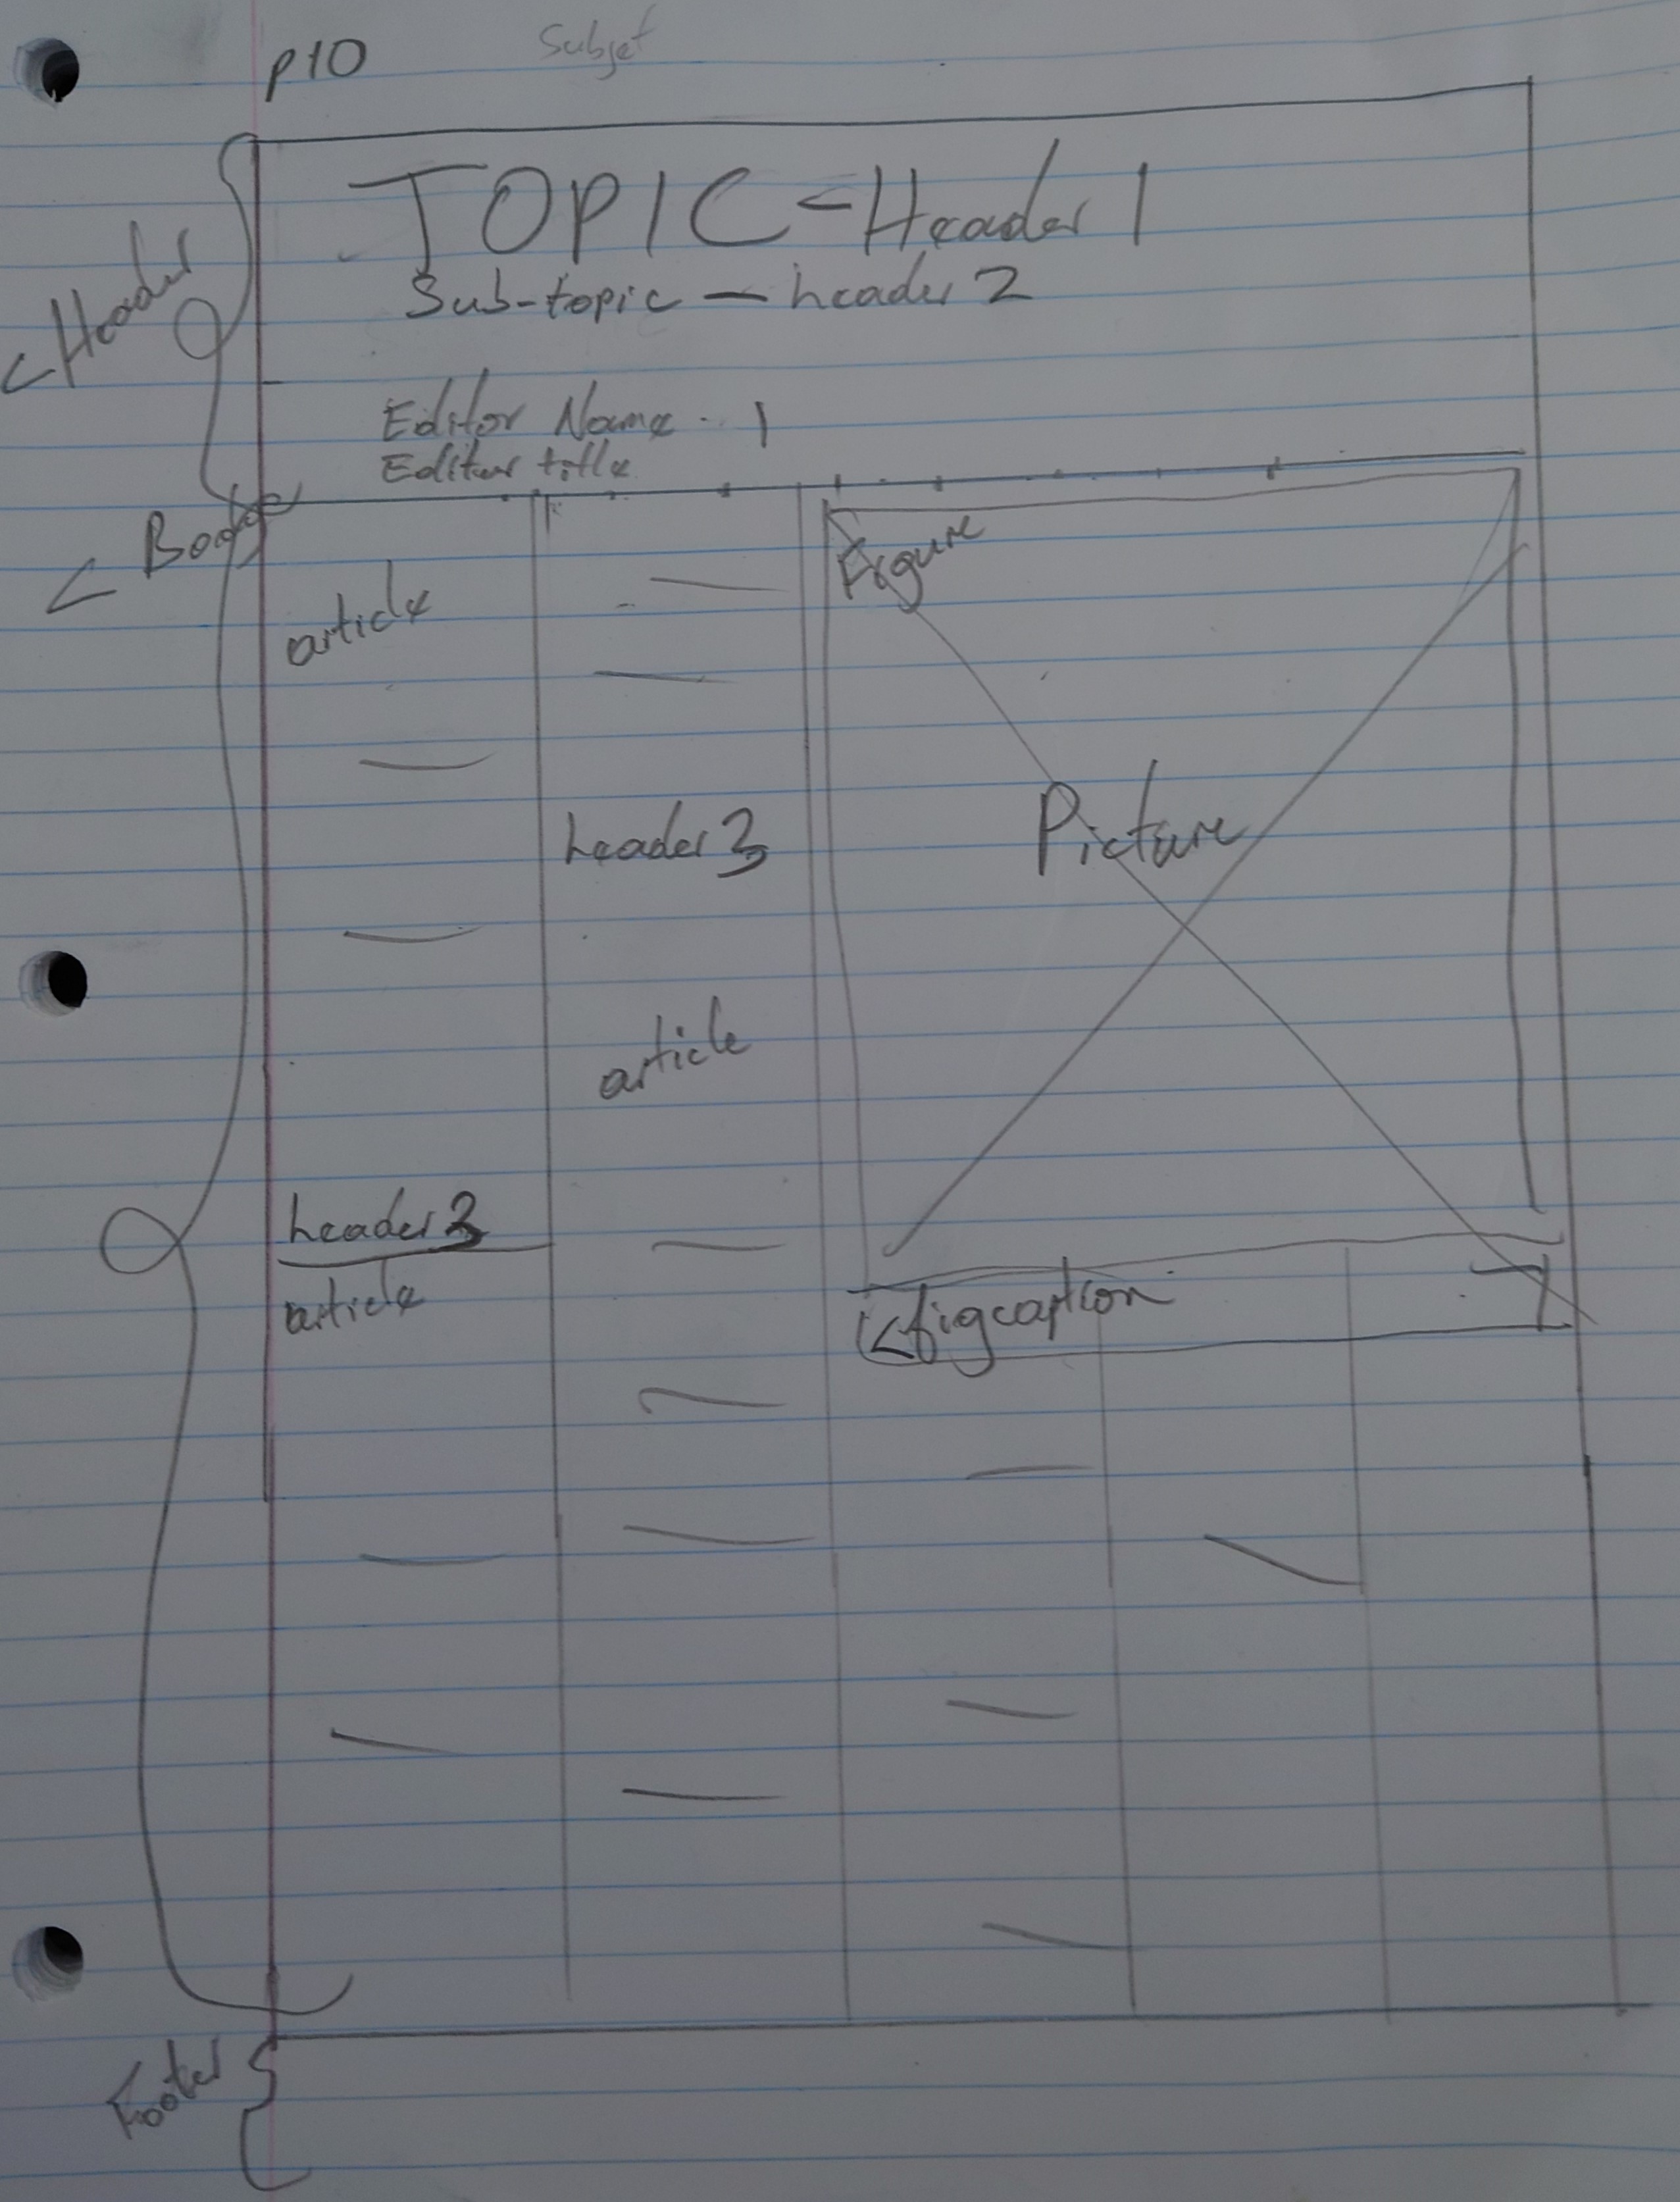 p10
Subjet
TOPIC - Header 1
Sub-topic — header 2
<Header
Editor Name . 1
Editor title
< Body
article
Figure
Picture
header 3
article
header 3
article
<figcaption
Footer